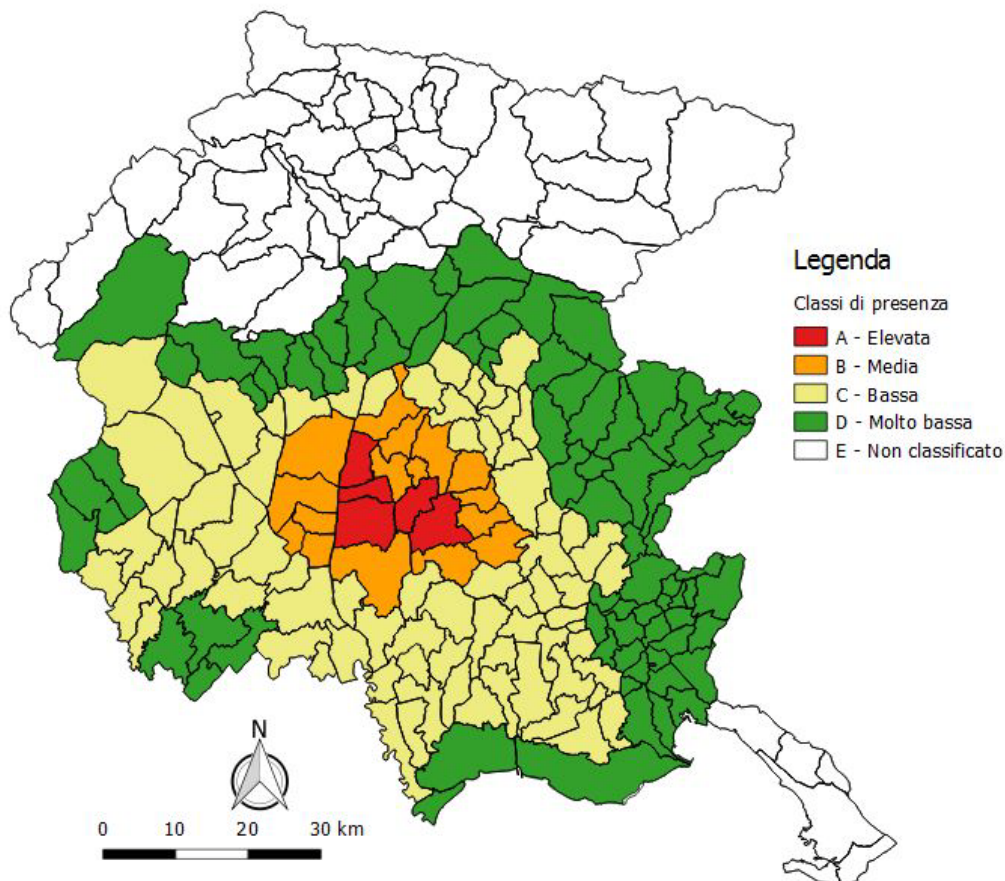 Legenda
Classi di presenza
A - Elevata
B - Media
C - Bassa
D - Molto bassa
E - Non classificato
N
0 10 20 30 km